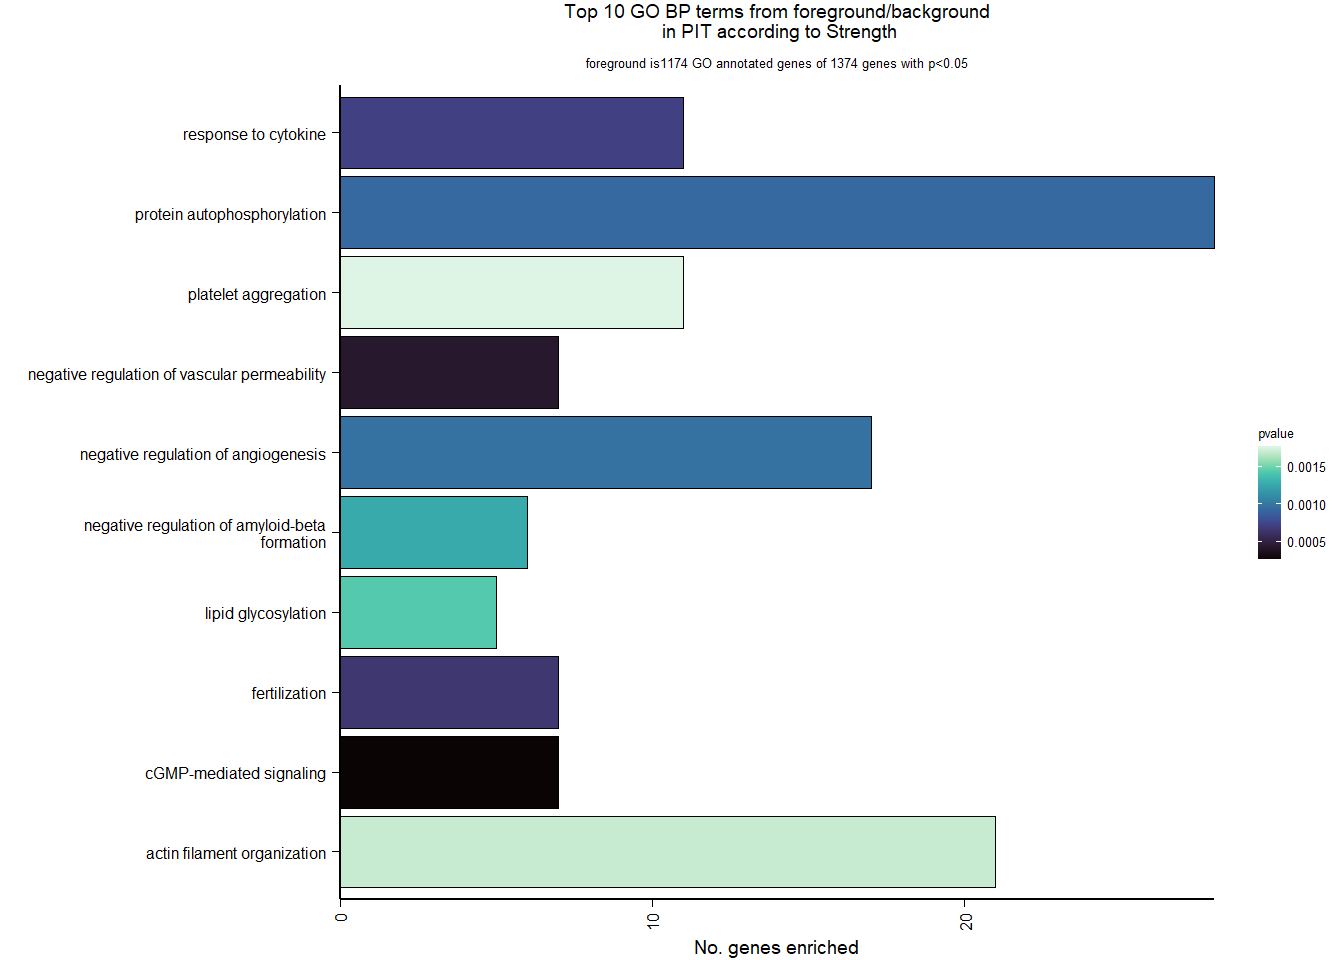 Top 10 GO BP terms from foreground/background
in PIT according to Strength
foreground is1174 GO annotated genes of 1374 genes with p<0.05
response to cytokine
protein autophosphorylation
platelet aggregation
negative regulation of vascular permeability
negative regulation of angiogenesis
negative regulation of amyloid-beta
formation
lipid glycosylation
fertilization
cGMP-mediated signaling
actin filament organization
0
10
20
No. genes enriched
pvalue
0.0015
0.0010
0.0005